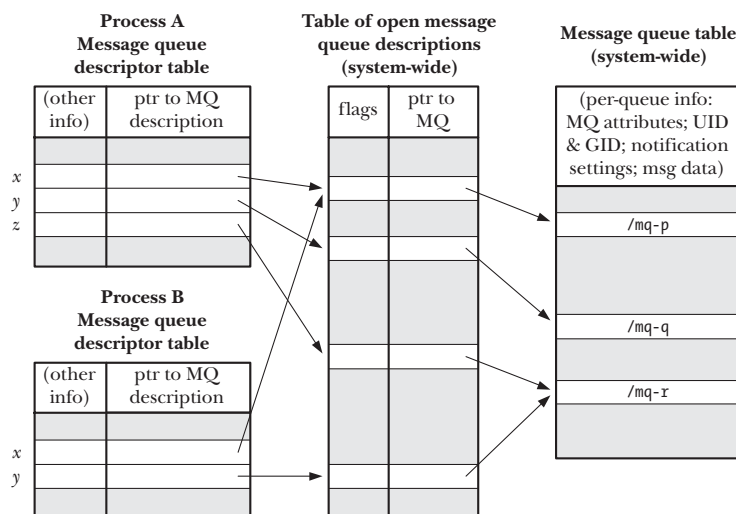 Process A
Message queue
descriptor table
(other
info)
ptr to MQ
description
x
y
z
Process B
Message queue
descriptor table
(other
info)
ptr to MQ
description
x
y
Table of open message
queue descriptions
(system-wide)
flags
ptr to
MQ
Message queue table
(system-wide)
(per-queue info:
MQ attributes; UID
& GID; notification
settings; msg data)
/mq-p
/mq-q
/mq-r